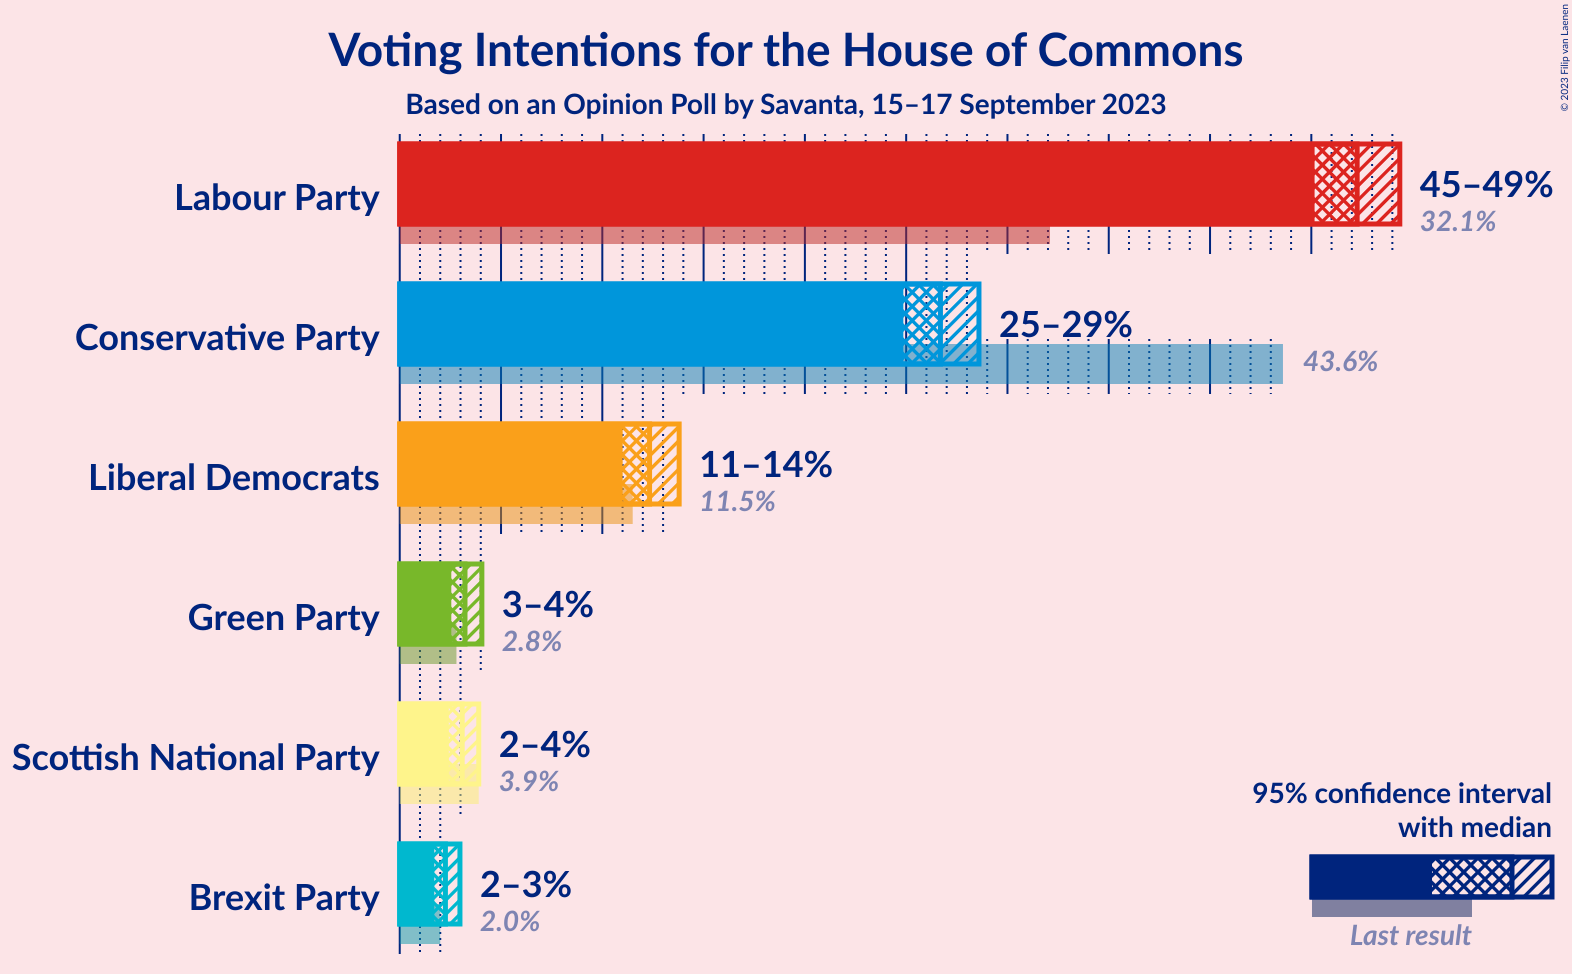 Voting Intentions for the House of Commons
Based on an Opinion Poll by Savanta, 15–17 September 2023
© 2023 Filip van Laenen
Labour Party
45–49%
32.1%
Conservative Party
25–29%
43.6%
Liberal Democrats
11–14%
11.5%
Green Party
3–4%
2.8%
Scottish National Party
2–4%
3.9%
Brexit Party
2–3%
2.0%
95% confidence interval
with median
Last result